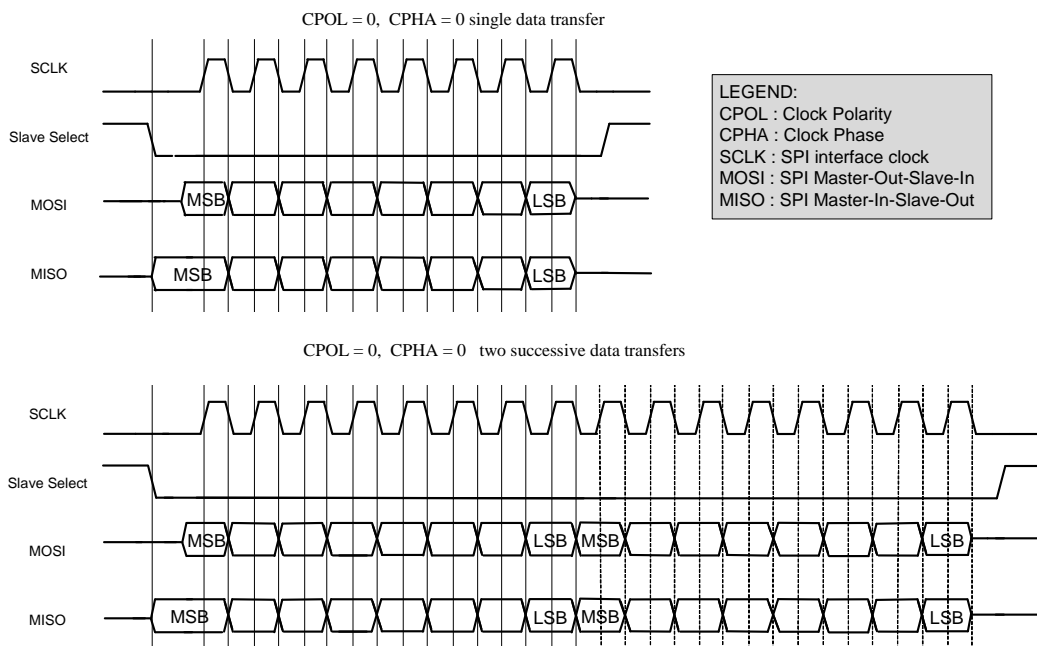 CPOL = 0, CPHA = 0 single data transfer
SCLK
Slave Select
MOSI
MSB
LSB
MISO
MSB
LSB
LEGEND:
CPOL : Clock Polarity
CPHA : Clock Phase
SCLK : SPI interface clock
MOSI : SPI Master-Out-Slave-In
MISO : SPI Master-In-Slave-Out
CPOL = 0, CPHA = 0 two successive data transfers
SCLK
Slave Select
MOSI
MSB
LSB
MSB
LSB
MISO
MSB
LSB
MSB
LSB